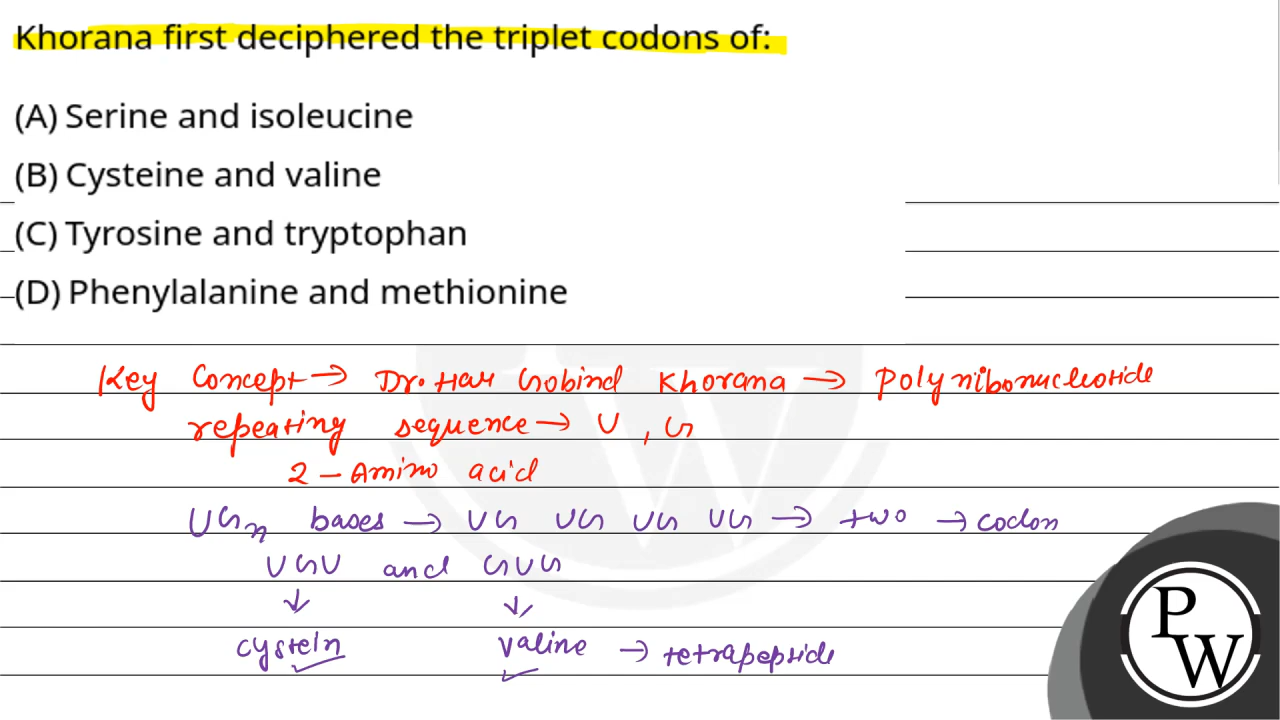 Khorana first deciphered the triplet codons of:
(A) Serine and isoleucine
(B) Cysteine and valine
(C) Tyrosine and tryptophan
(D) Phenylalanine and methionine
Key Concept → Dr. Har Gobind Khorana → Polyribonucleotide
repeating sequence → U, G
2 - Amino acid
UGn bases → UG UG UG UG → two → codon
UGU and GUG
↓ ↓
cystein valine → tetrapeptide
PW